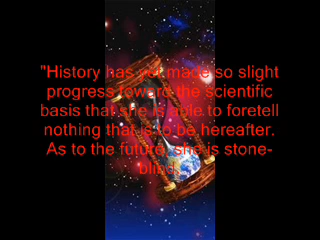 "History has yet made so slight
progress toward the scientific
basis that she is able to foretell
nothing that is to be hereafter.
As to the future, she is stone-
blind."